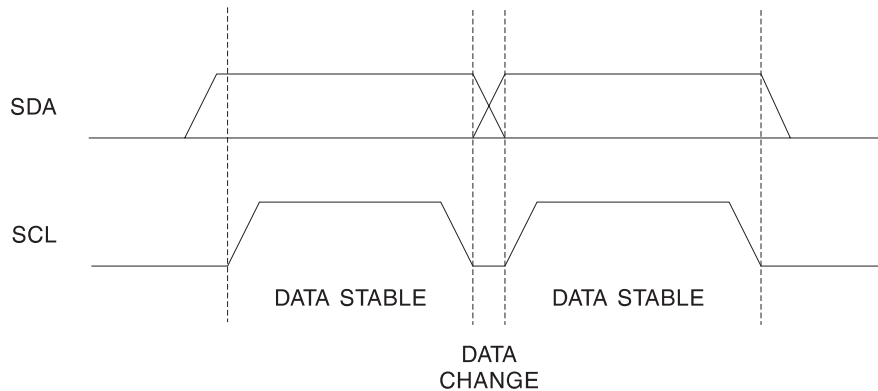 SDA
SCL
DATA STABLE
DATA STABLE
DATA
CHANGE